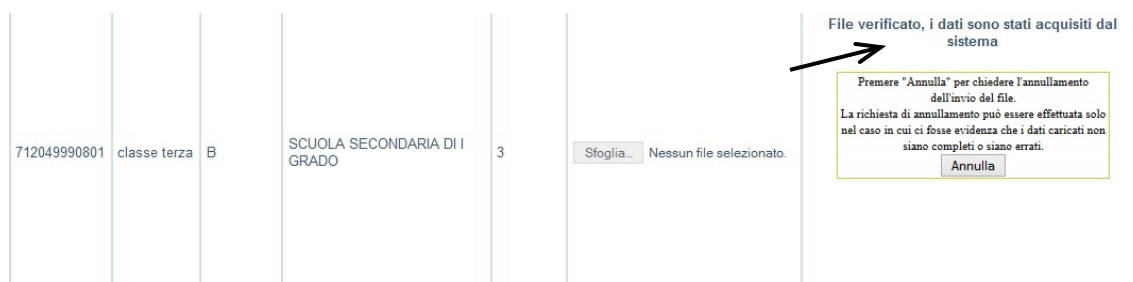 File verificato, i dati sono stati acquisiti dal
sistema
Premere "Annulla" per chiedere l'annullamento
dell'invio del file.
La richiesta di annullamento può essere effettuata solo
nel caso in cui ci fosse evidenza che i dati caricati non
siano completi o siano errati.
Annulla
712049990801 classe terza B SCUOLA SECONDARIA DI I
GRADO
3 Sfoglia... Nessun file selezionato.